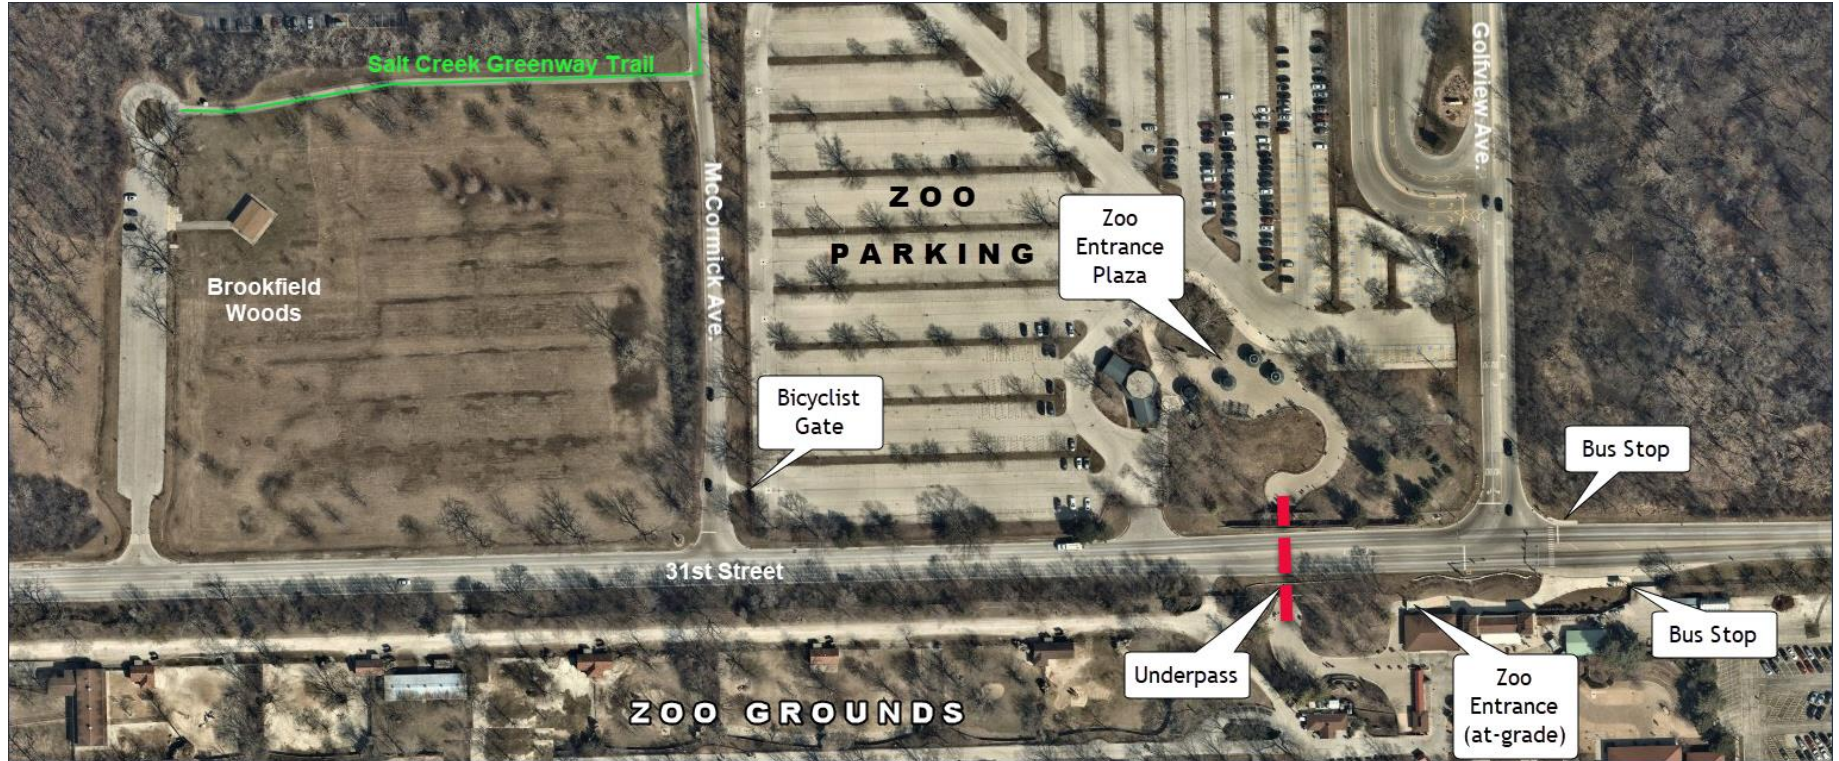 Salt Creek Greenway Trail
Golfview Ave.
McCormick Ave.
ZOO
PARKING
Zoo
Entrance
Plaza
Brookfield
Woods
Bicyclist
Gate
Bus Stop
31st Street
Bus Stop
Underpass
Zoo
Entrance
(at-grade)
ZOO GROUNDS